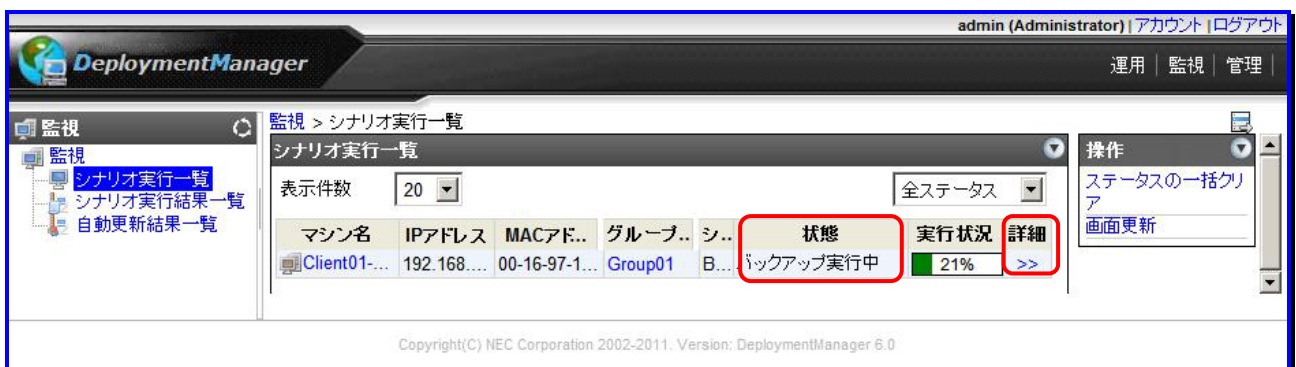 admin (Administrator) | アカウント | ログアウト
DeploymentManager
運用 | 監視 | 管理 |
監視
監視 > シナリオ実行一覧
監視
シナリオ実行一覧
シナリオ実行結果一覧
自動更新結果一覧
シナリオ実行一覧
表示件数 20 全ステータス
マシン名 IPアドレス MACアド... グループ.. シ.. 状態 実行状況 詳細
Client01-... 192.168.... 00-16-97-1... Group01 B... バックアップ実行中 21% >>
操作
ステータスの一括クリ
ア
画面更新
Copyright(C) NEC Corporation 2002-2011. Version: DeploymentManager 6.0